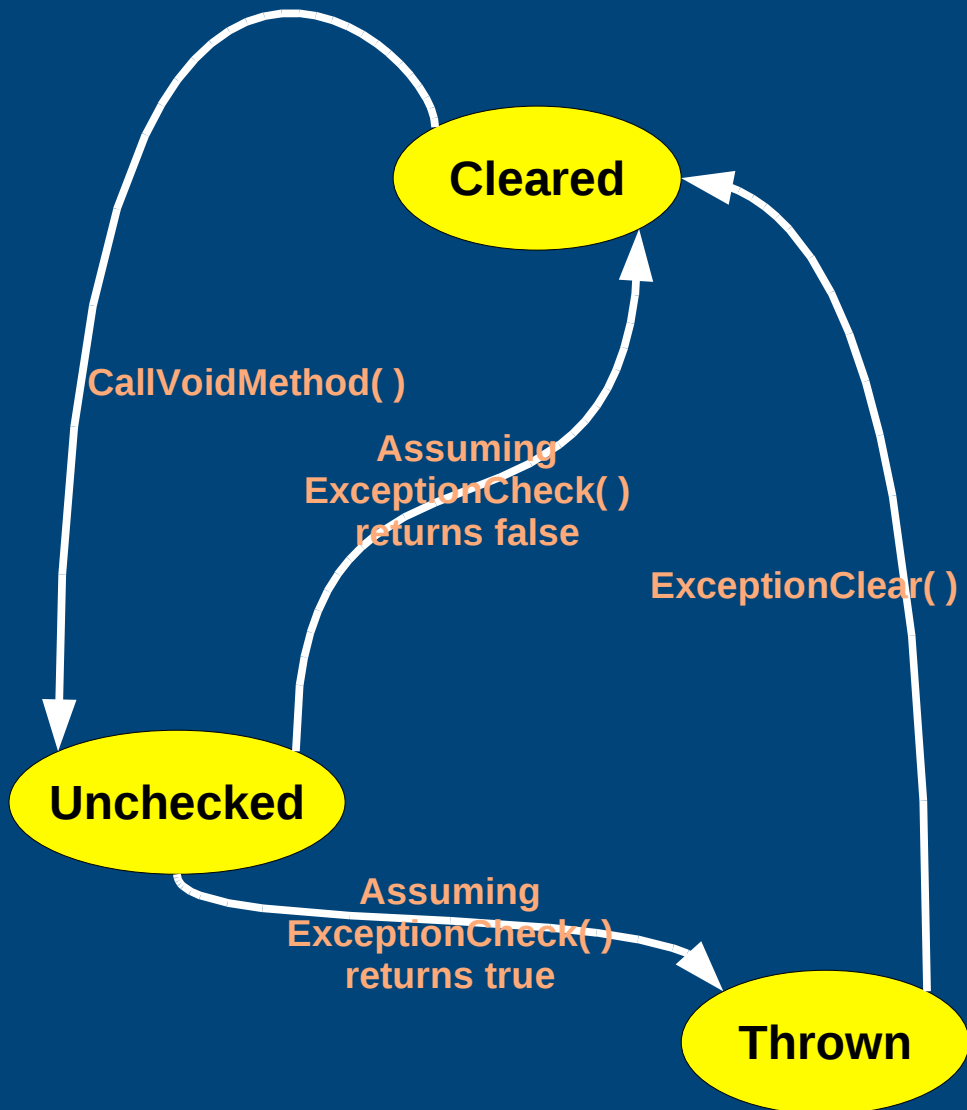 Cleared
CallVoidMethod( )
Assuming
ExceptionCheck( )
returns false
ExceptionClear( )
Unchecked
Assuming
ExceptionCheck( )
returns true
Thrown